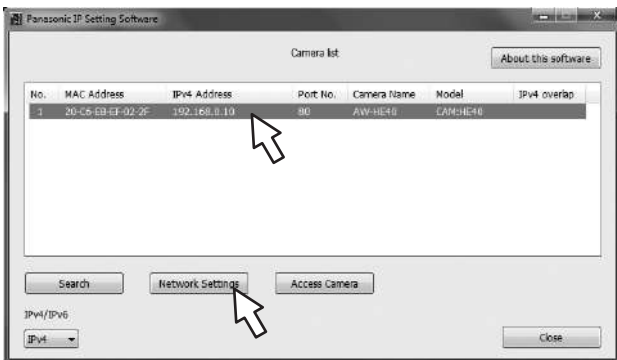 Panasonic IP Setting Software
Camera list
About this software
No. MAC Address IPv4 Address Port No. Camera Name Model IPv4 overlap
1 20-C6-EB-EF-02-2F 192.168.0.10 80 AW-HE40 CAM:HE40
Search Network Settings Access Camera
IPv4/IPv6
IPv4 Close